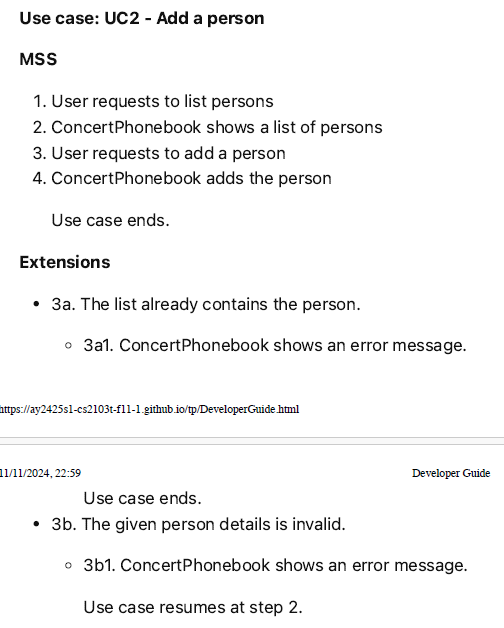 Use case: UC2 - Add a person
MSS
1. User requests to list persons
2. ConcertPhonebook shows a list of persons
3. User requests to add a person
4. ConcertPhonebook adds the person
Use case ends.
Extensions
• 3a. The list already contains the person.
◦ 3a1. ConcertPhonebook shows an error message.
https://ay2425s1-cs2103t-f11-1.github.io/tp/DeveloperGuide.html
11/11/2024, 22:59 Developer Guide
Use case ends.
• 3b. The given person details is invalid.
◦ 3b1. ConcertPhonebook shows an error message.
Use case resumes at step 2.